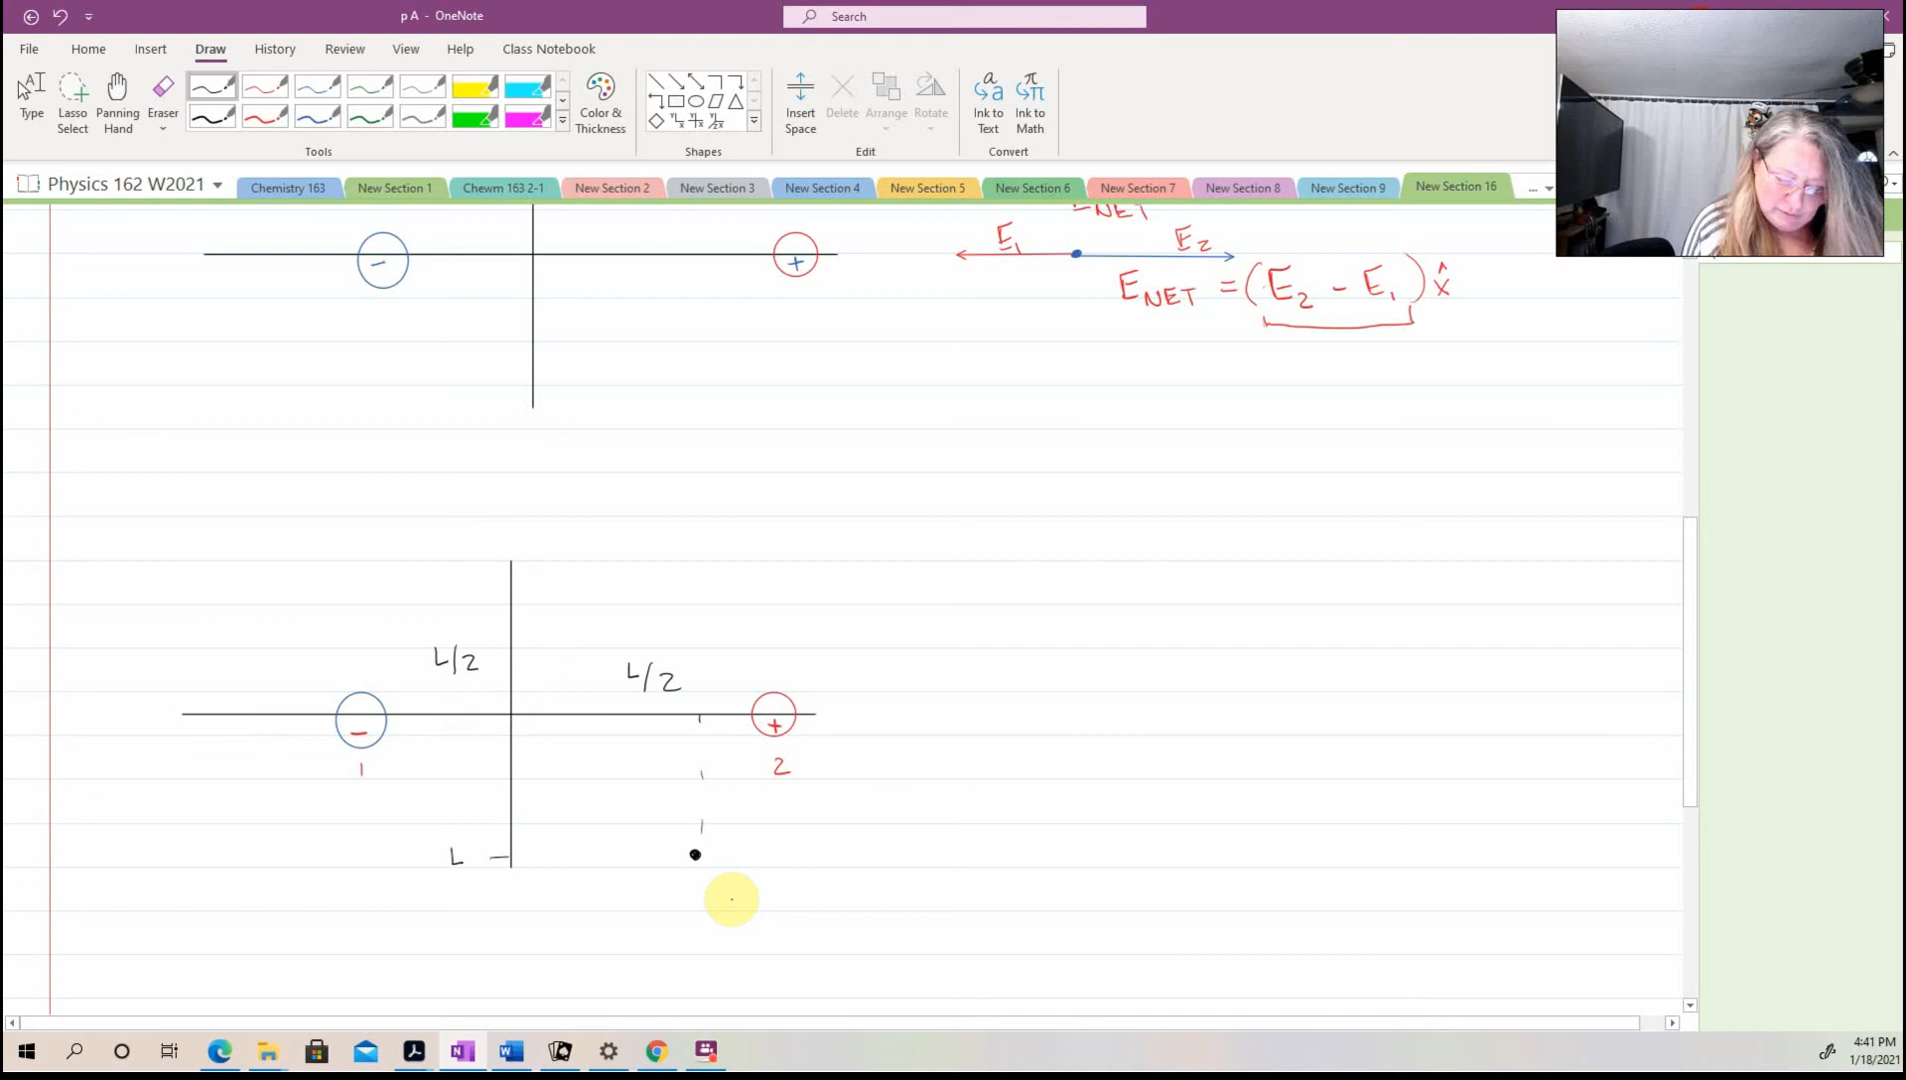 p A - OneNote
Search
File Home Insert Draw History Review View Help Class Notebook
Type
Lasso Select
Panning Hand
Eraser
Color & Thickness
Insert Space
Delete
Arrange
Rotate
Ink to Text
Ink to Math
Tools
Shapes
Edit
Convert
Physics 162 W2021
Chemistry 163
New Section 1
Chewm 163 2-1
New Section 2
New Section 3
New Section 4
New Section 5
New Section 6
New Section 7
New Section 8
New Section 9
New Section 16
...
NET
E₁ E₂
− +
E_NET = (E₂ − E₁) x̂
L/2
L/2
− +
1 2
L
4:41 PM
1/18/2021